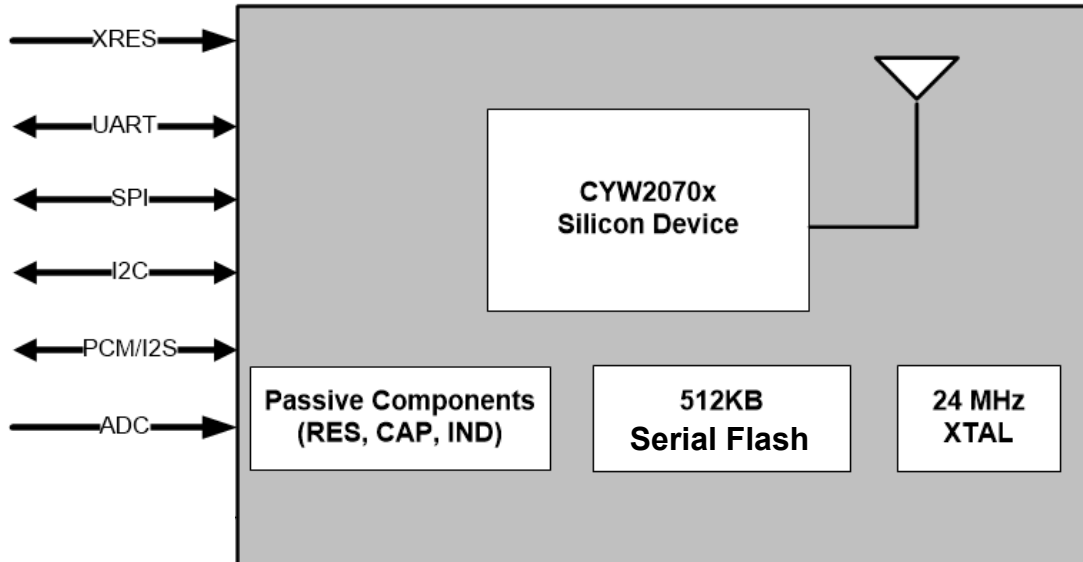 XRES
UART
SPI
I2C
PCM/I2S
ADC
CYW2070x
Silicon Device
Passive Components
(RES, CAP, IND)
512KB
Serial Flash
24 MHz
XTAL